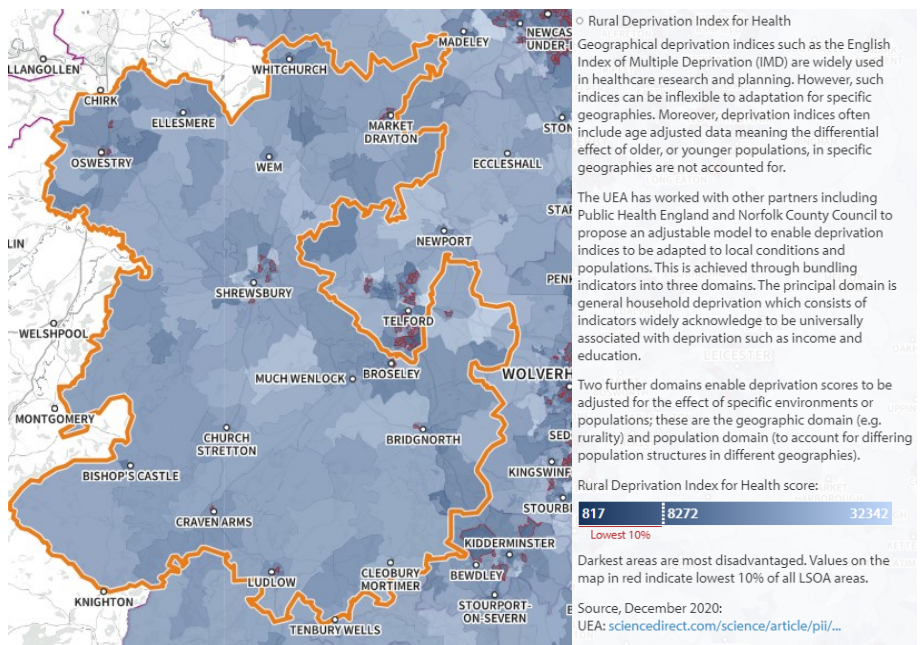 LLANGOLLEN
CHIRK
ELLESMERE
OSWESTRY
WHITCHURCH
MADELEY
NEWCAS
UNDER-
MARKET
DRAYTON
WEM
ECCLESHALL
STON
STAF
LIN
NEWPORT
PENK
SHREWSBURY
TELFORD
WELSHPOOL
MUCH WENLOCK
BROSELEY
WOLVERH
MONTGOMERY
CHURCH
STRETTON
BRIDGNORTH
SED
BISHOP'S CASTLE
KINGSWINF
CRAVEN ARMS
STOURB
KIDDERMINSTER
LUDLOW
CLEOBURY
MORTIMER
BEWDLEY
KNIGHTON
STOURPORT-
ON-SEVERN
TENBURY WELLS
Rural Deprivation Index for Health
Geographical deprivation indices such as the English
Index of Multiple Deprivation (IMD) are widely used
in healthcare research and planning. However, such
indices can be inflexible to adaptation for specific
geographies. Moreover, deprivation indices often
include age adjusted data meaning the differential
effect of older, or younger populations, in specific
geographies are not accounted for.
The UEA has worked with other partners including
Public Health England and Norfolk County Council to
propose an adjustable model to enable deprivation
indices to be adapted to local conditions and
populations. This is achieved through bundling
indicators into three domains. The principal domain is
general household deprivation which consists of
indicators widely acknowledge to be universally
associated with deprivation such as income and
education.
Two further domains enable deprivation scores to be
adjusted for the effect of specific environments or
populations; these are the geographic domain (e.g.
rurality) and population domain (to account for differing
population structures in different geographies).
Rural Deprivation Index for Health score:
817 8272 32342
Lowest 10%
Darkest areas are most disadvantaged. Values on the
map in red indicate lowest 10% of all LSOA areas.
Source, December 2020:
UEA: sciencedirect.com/science/article/pii/...